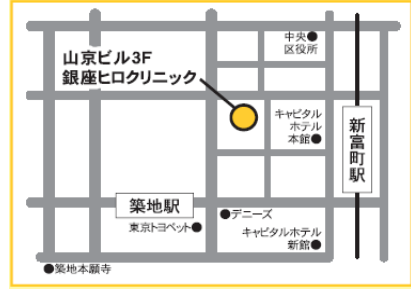 中央●
区役所
山京ビル3F
銀座ヒロクリニック
キャピタル
ホテル
本館●
新富町駅
築地駅
●デニーズ
東京トヨペット●
キャピタルホテル
新館●
●築地本願寺